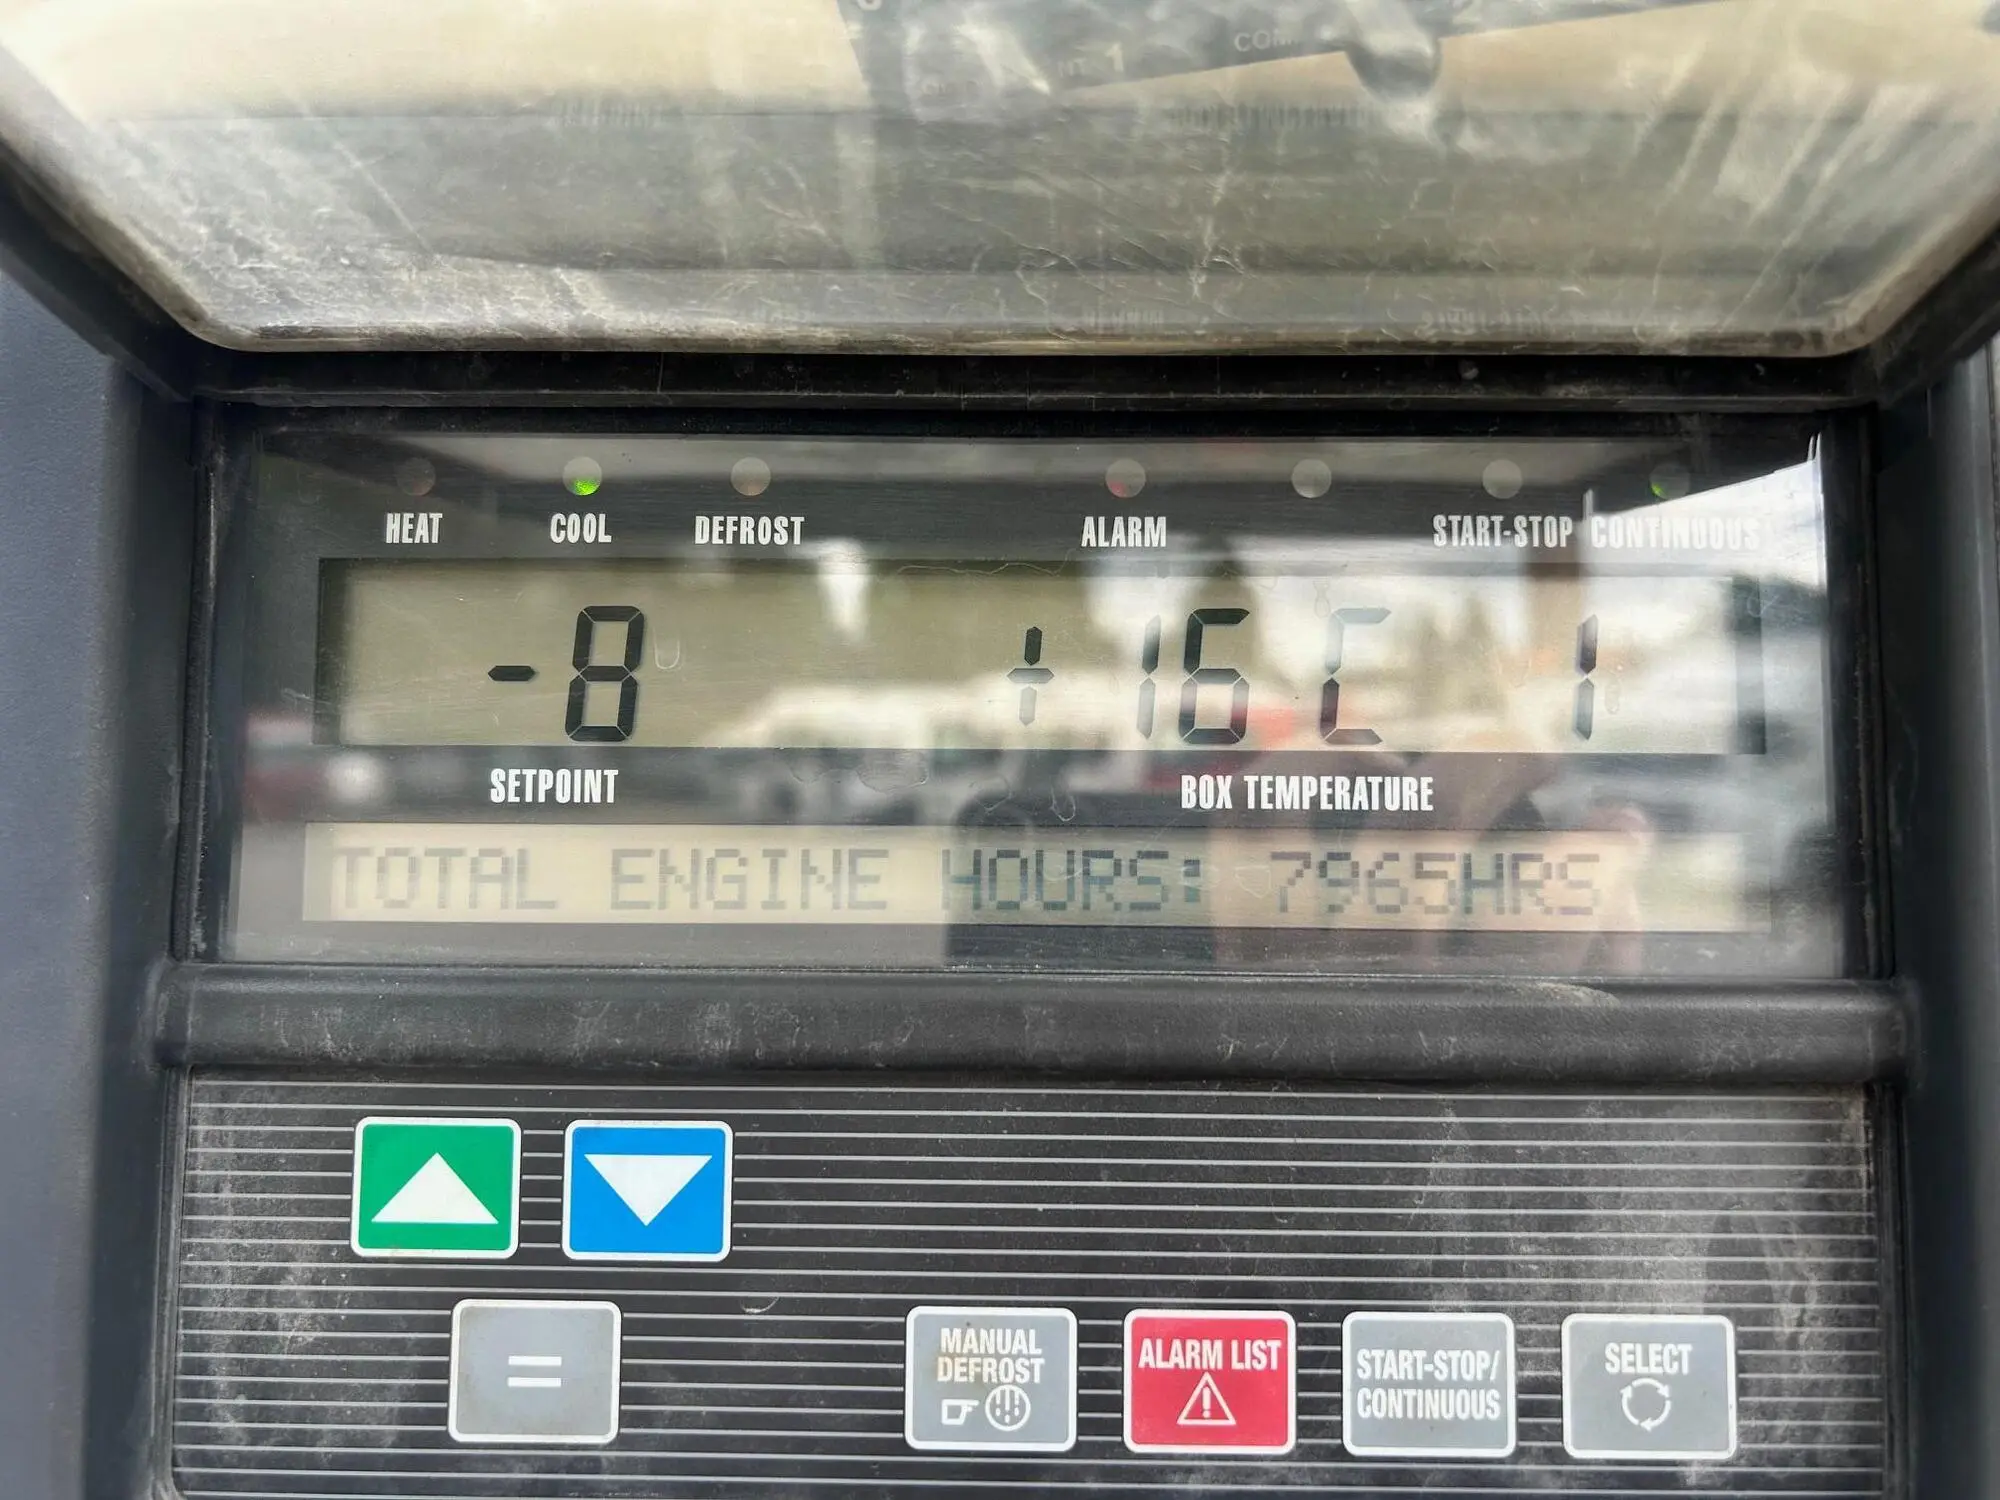 HEAT COOL DEFROST ALARM START-STOP CONTINUOUS
-8 +16 C 1
SETPOINT BOX TEMPERATURE
TOTAL ENGINE HOURS: 7965HRS
=
MANUAL DEFROST
ALARM LIST
!
START-STOP/
CONTINUOUS
SELECT